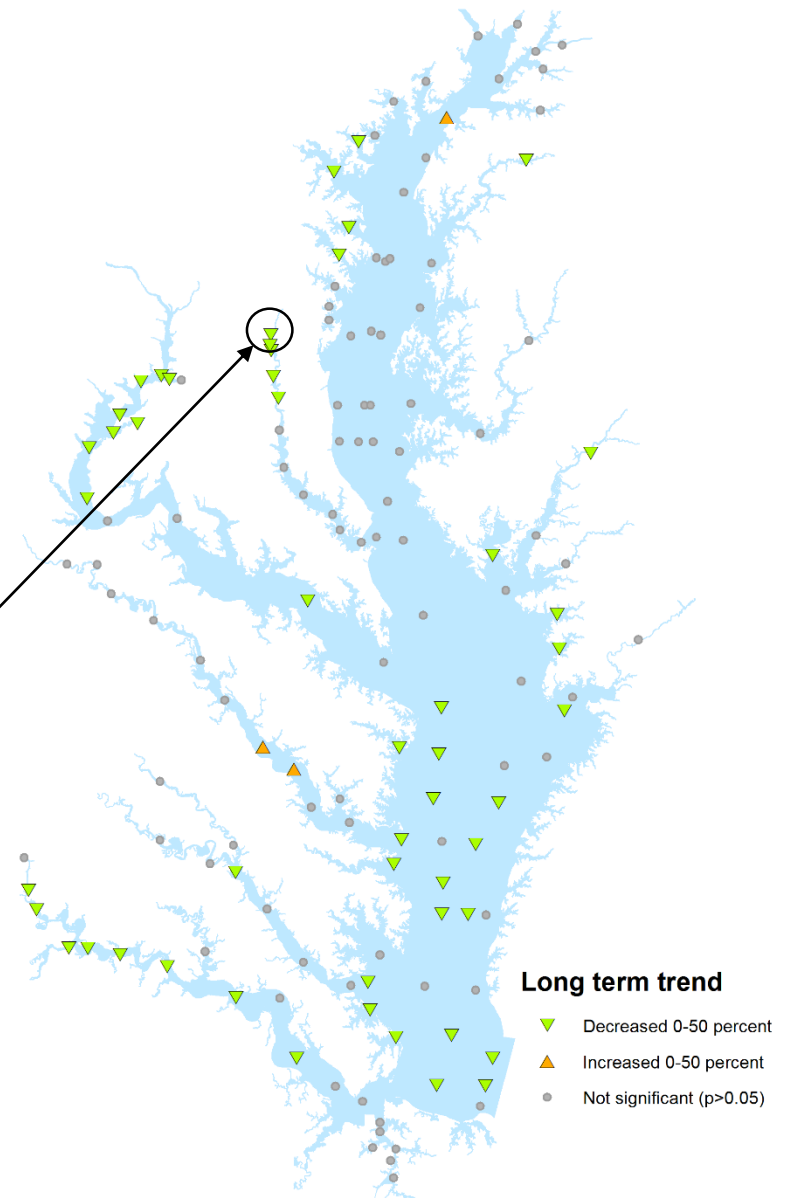 Long term trend
Decreased 0-50 percent
Increased 0-50 percent
Not significant (p>0.05)